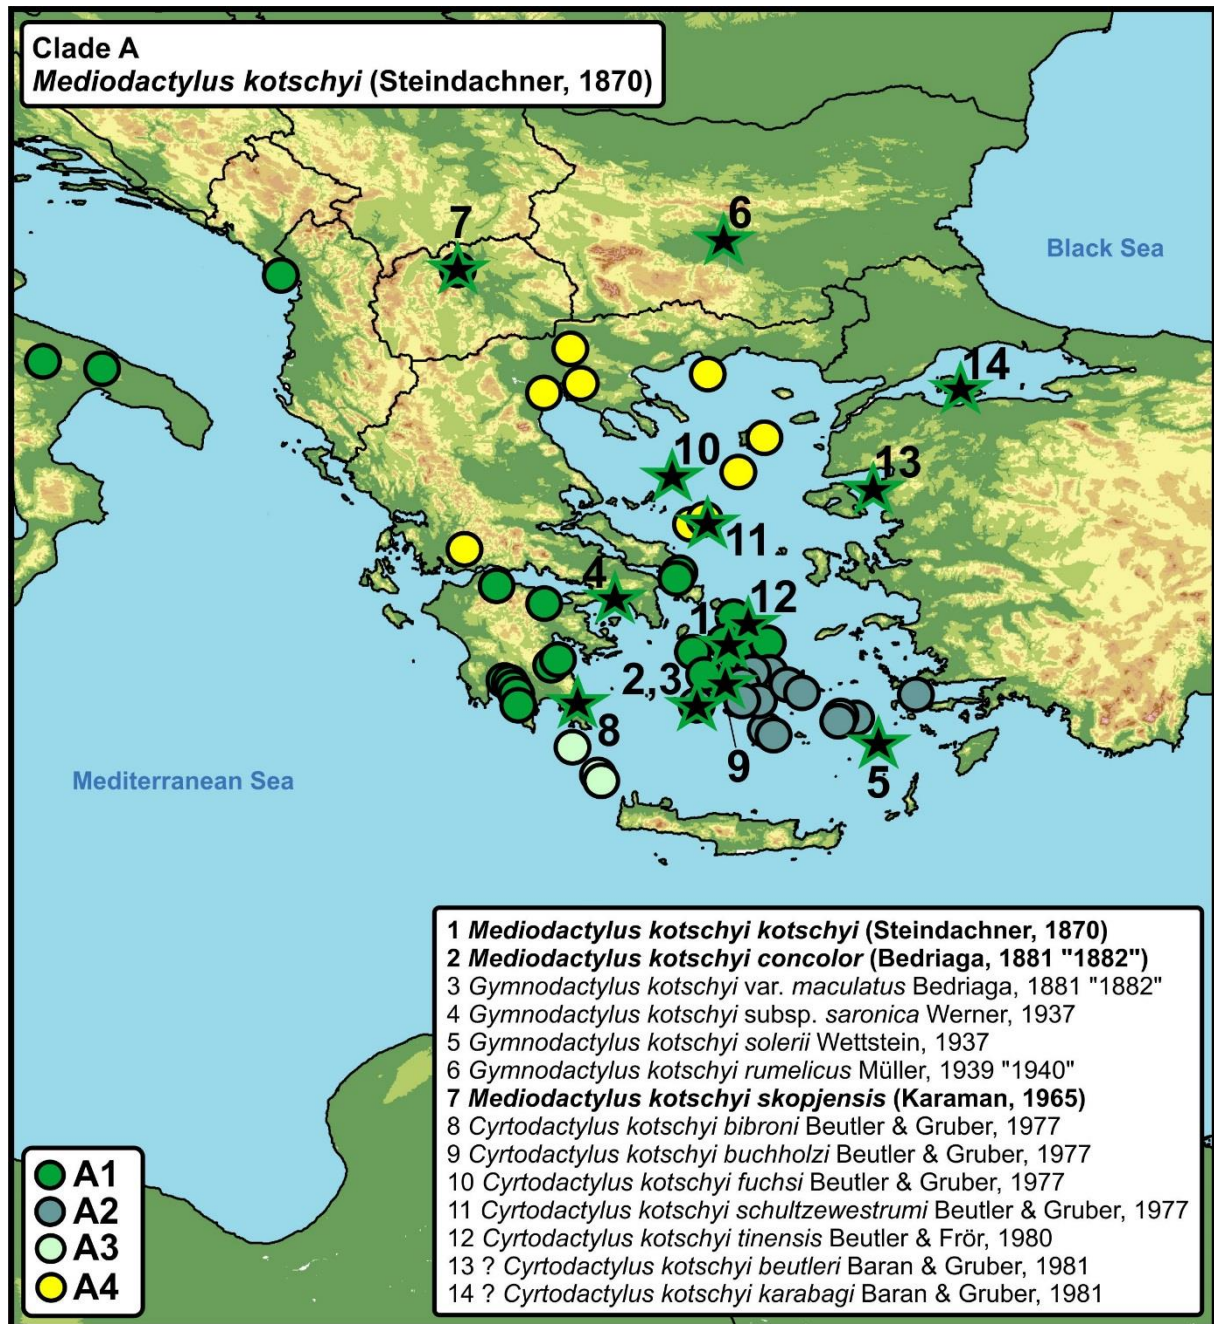 Clade A
Mediodactylus kotschyi (Steindachner, 1870)
7
6
Black Sea
14
10
13
11
4
1
12
2,3
8
9
5
Mediterranean Sea
1 Mediodactylus kotschyi kotschyi (Steindachner, 1870)
2 Mediodactylus kotschyi concolor (Bedriaga, 1881 "1882")
3 Gymnodactylus kotschyi var. maculatus Bedriaga, 1881 "1882"
4 Gymnodactylus kotschyi subsp. saronica Werner, 1937
5 Gymnodactylus kotschyi solerii Wettstein, 1937
6 Gymnodactylus kotschyi rumelicus Müller, 1939 "1940"
7 Mediodactylus kotschyi skopjensis (Karaman, 1965)
8 Cyrtodactylus kotschyi bibroni Beutler & Gruber, 1977
9 Cyrtodactylus kotschyi buchholzi Beutler & Gruber, 1977
10 Cyrtodactylus kotschyi fuchsi Beutler & Gruber, 1977
11 Cyrtodactylus kotschyi schultzewestrumi Beutler & Gruber, 1977
12 Cyrtodactylus kotschyi tinensis Beutler & Frör, 1980
13 ? Cyrtodactylus kotschyi beutleri Baran & Gruber, 1981
14 ? Cyrtodactylus kotschyi karabagi Baran & Gruber, 1981
A1
A2
A3
A4